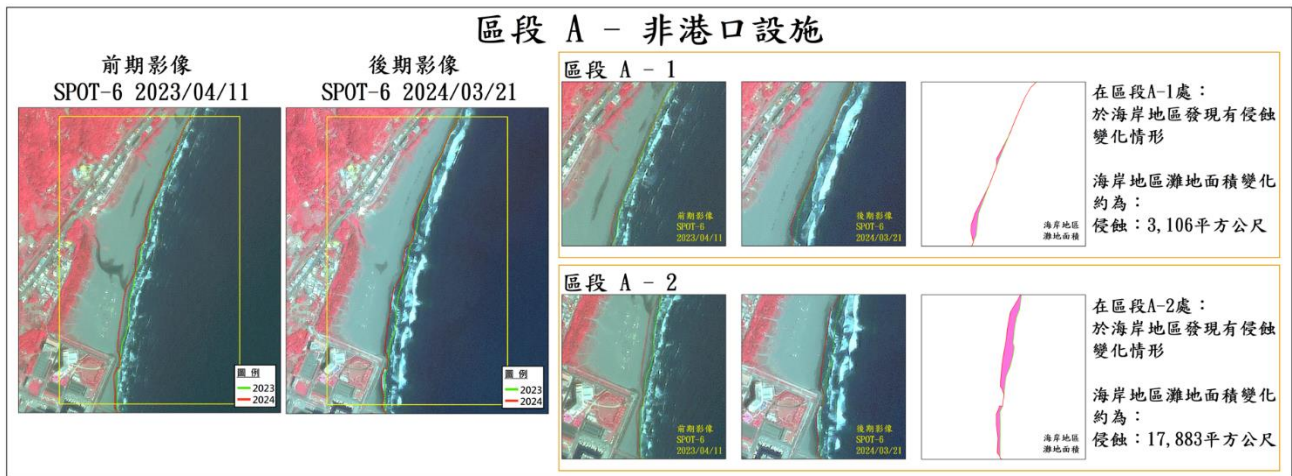 區段 A - 非港口設施
前期影像
SPOT-6 2023/04/11
圖 例
2023
2024
後期影像
SPOT-6 2024/03/21
圖 例
2023
2024
區段 A - 1
前期影像
SPOT-6
2023/04/11
後期影像
SPOT-6
2024/03/21
海岸地區
灘地面積
在區段A-1處：
於海岸地區發現有侵蝕
變化情形
海岸地區灘地面積變化
約為：
侵蝕：3,106平方公尺
區段 A - 2
前期影像
SPOT-6
2023/04/11
後期影像
SPOT-6
2024/03/21
海岸地區
灘地面積
在區段A-2處：
於海岸地區發現有侵蝕
變化情形
海岸地區灘地面積變化
約為：
侵蝕：17,883平方公尺